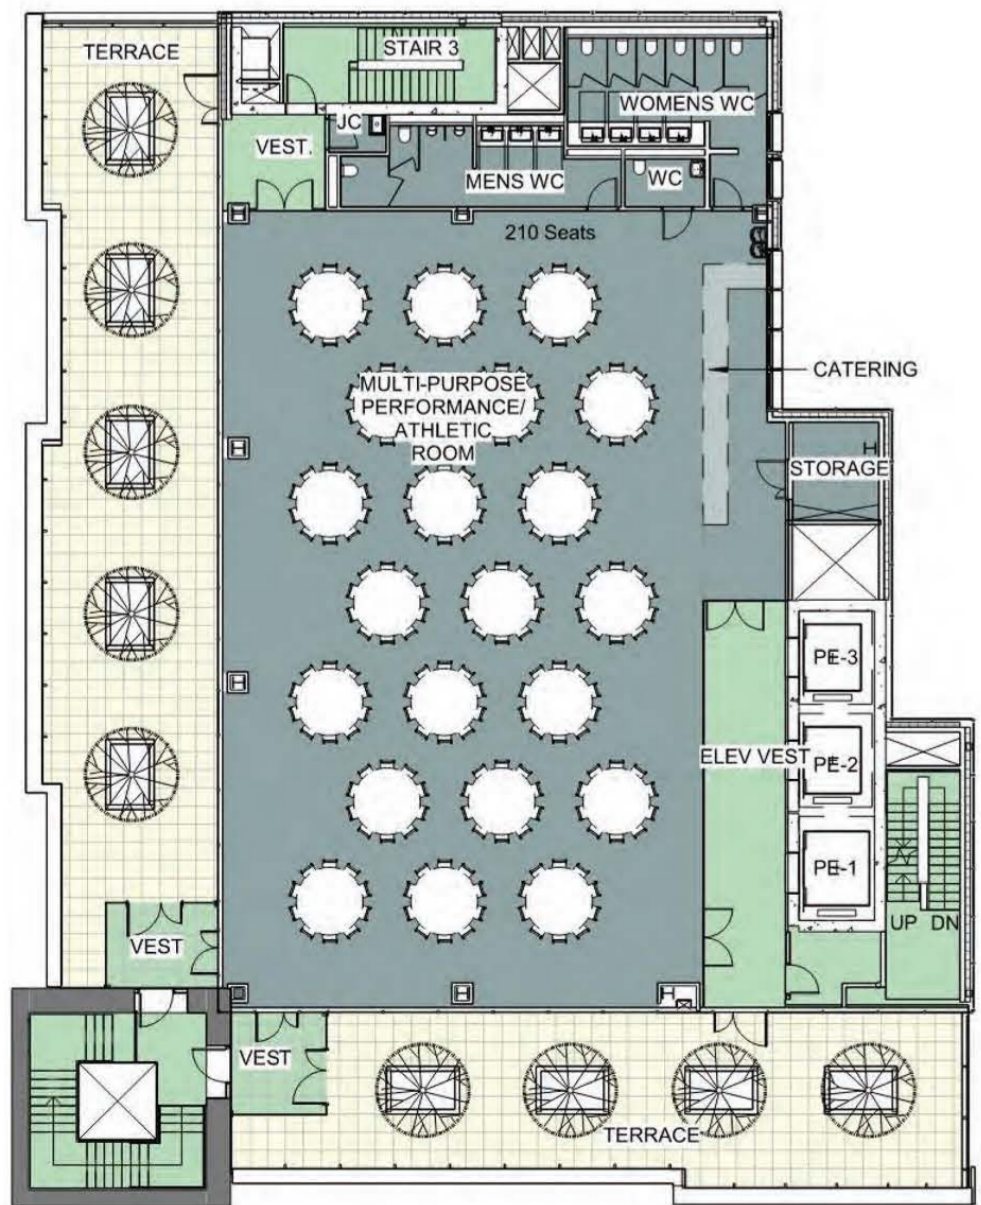 TERRACE
STAIR 3
WOMENS WC
JC
VEST.
MENS WC
WC
210 Seats
CATERING
MULTI-PURPOSE
PERFORMANCE/
ATHLETIC
ROOM
STORAGE
PE-3
ELEV VEST
PE-2
PE-1
UP
DN
VEST
VEST
TERRACE